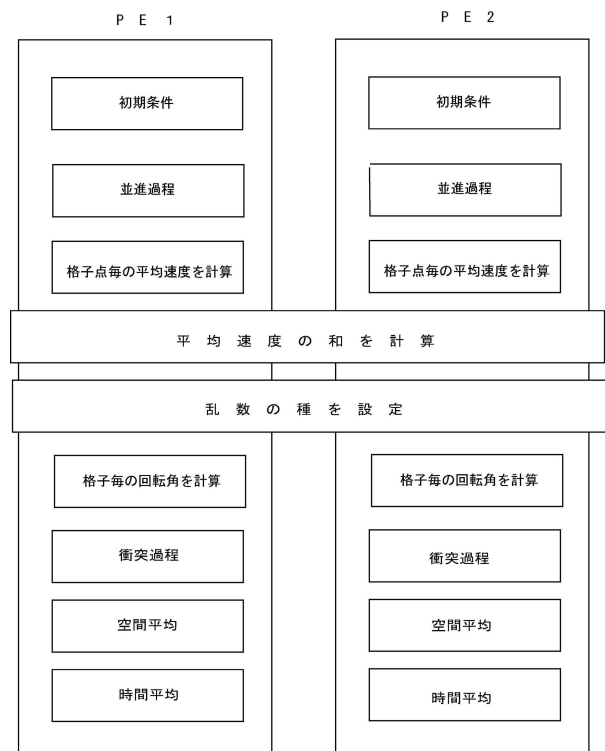 PE 1
PE2
初期条件
初期条件
並進過程
並進過程
格子点毎の平均速度を計算
格子点毎の平均速度を計算
平均速度の和を計算
乱数の種を設定
格子毎の回転角を計算
格子毎の回転角を計算
衝突過程
衝突過程
空間平均
空間平均
時間平均
時間平均